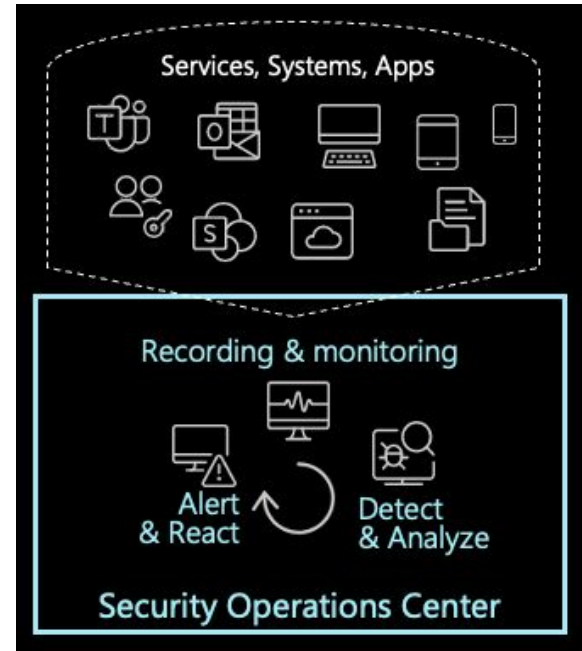 Services, Systems, Apps
T
O
S
Recording & monitoring
Alert
& React
Detect
& Analyze
Security Operations Center